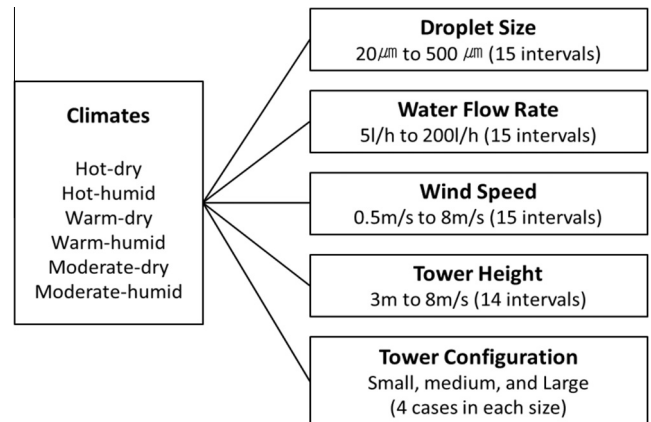 Climates
Hot-dry
Hot-humid
Warm-dry
Warm-humid
Moderate-dry
Moderate-humid
Droplet Size
20㎛ to 500 ㎛ (15 intervals)
Water Flow Rate
5l/h to 200l/h (15 intervals)
Wind Speed
0.5m/s to 8m/s (15 intervals)
Tower Height
3m to 8m/s (14 intervals)
Tower Configuration
Small, medium, and Large
(4 cases in each size)